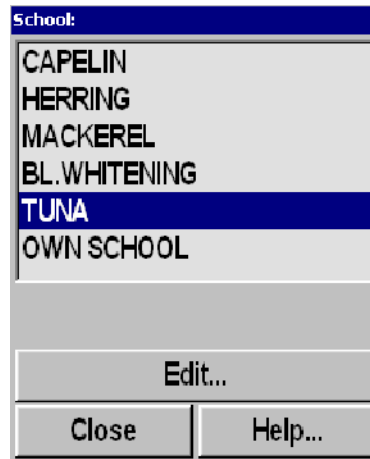 School:
CAPELIN
HERRING
MACKEREL
BL.WHITENING
TUNA
OWN SCHOOL
Edit...
Close
Help...